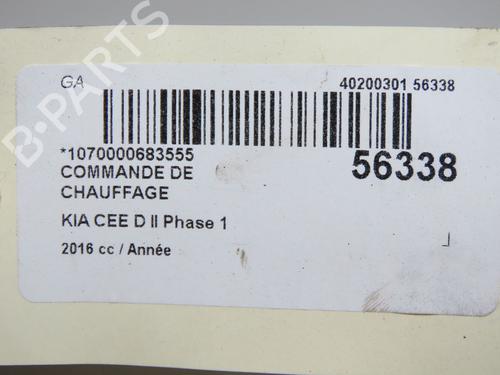 GA
40200301 56338
*1070000683555
56338
COMMANDE DE
CHAUFFAGE
KIA CEE D II Phase 1
2016 cc / Année
B-PARTS